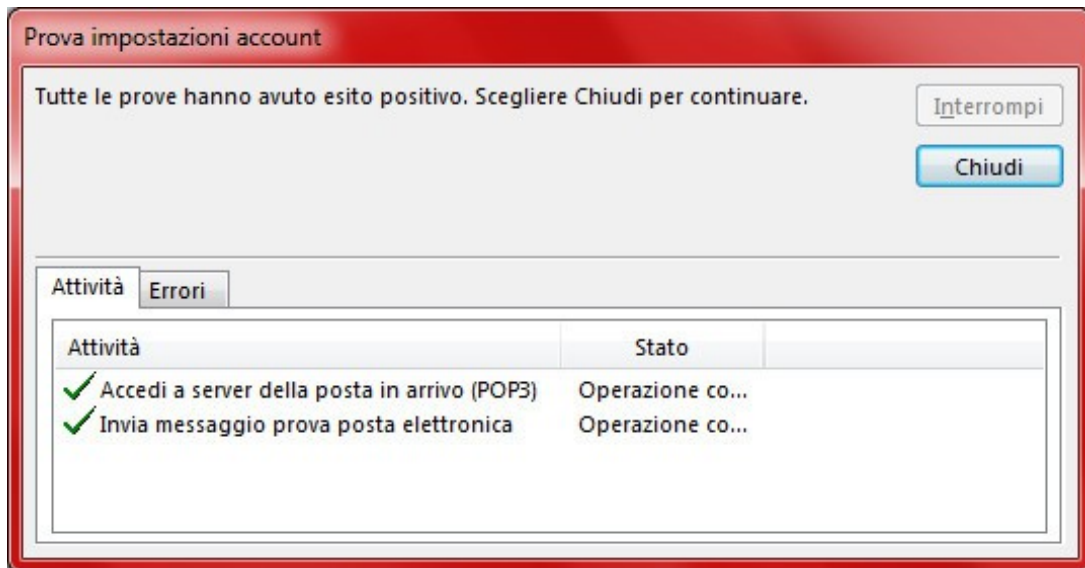 Prova impostazioni account
Tutte le prove hanno avuto esito positivo. Scegliere Chiudi per continuare.
Interrompi
Chiudi
Attività Errori
Attività Stato
Accedi a server della posta in arrivo (POP3) Operazione co...
Invia messaggio prova posta elettronica Operazione co...